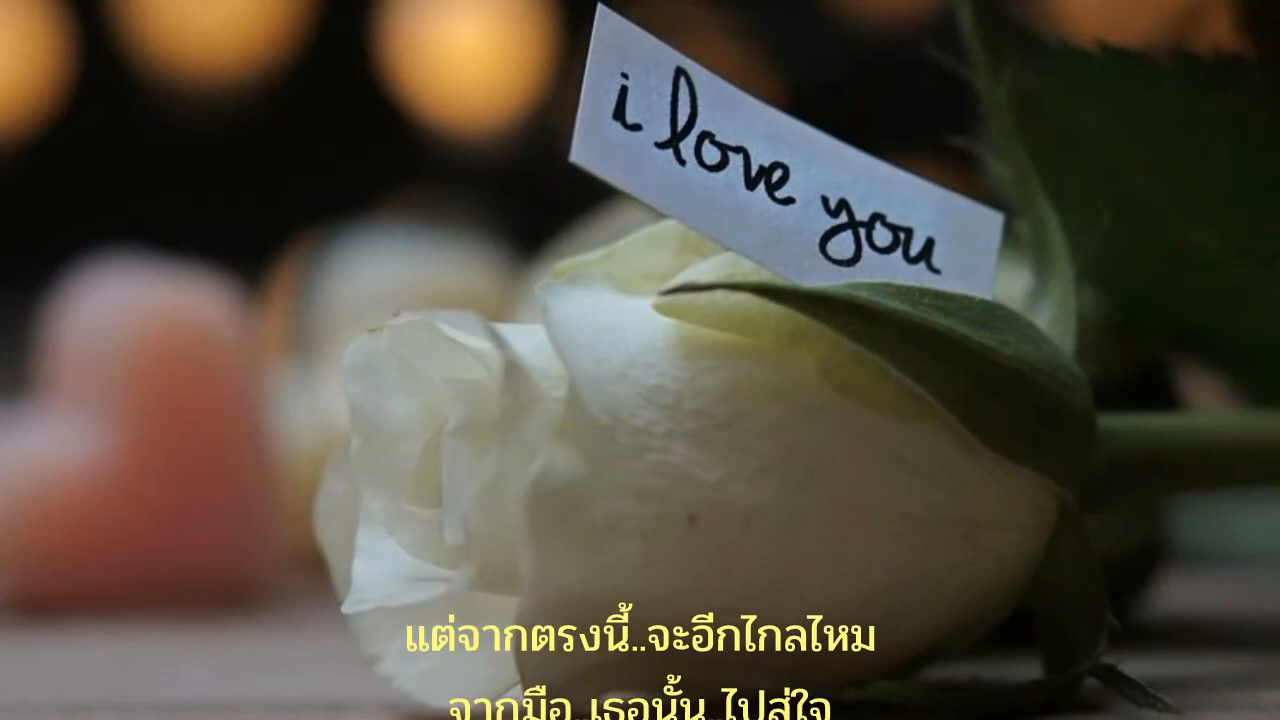 i love you
แต่จากตรงนี้..จะอีกไกลไหม
จากมือ..เธอนั้น..ไปสู่ใจ